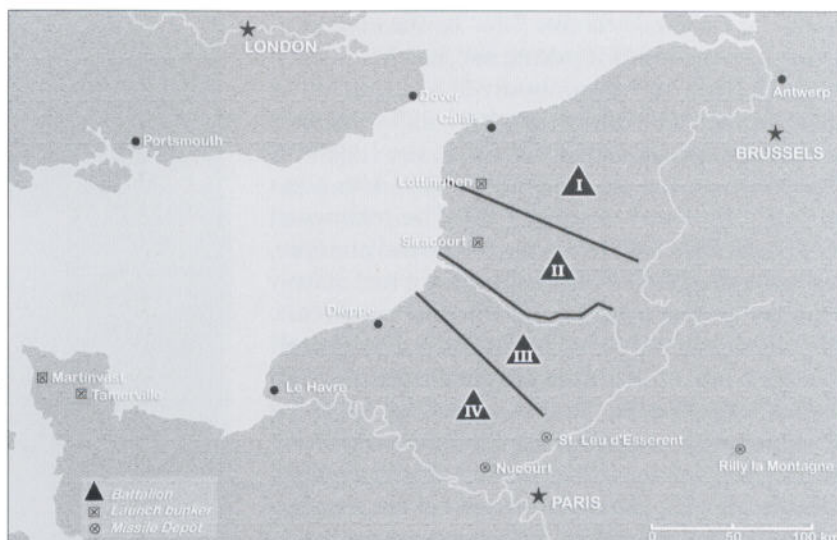 LONDON
Dover
Antwerp
Calais
Portsmouth
BRUSSELS
Lottinghen
I
Siracourt
II
Dieppe
III
Martinvast
Tamerville
Le Havre
IV
St. Leu d'Esserent
Nucourt
Rilly la Montagne
PARIS
Battalion
Launch bunker
Missile Depot
0 50 100 km